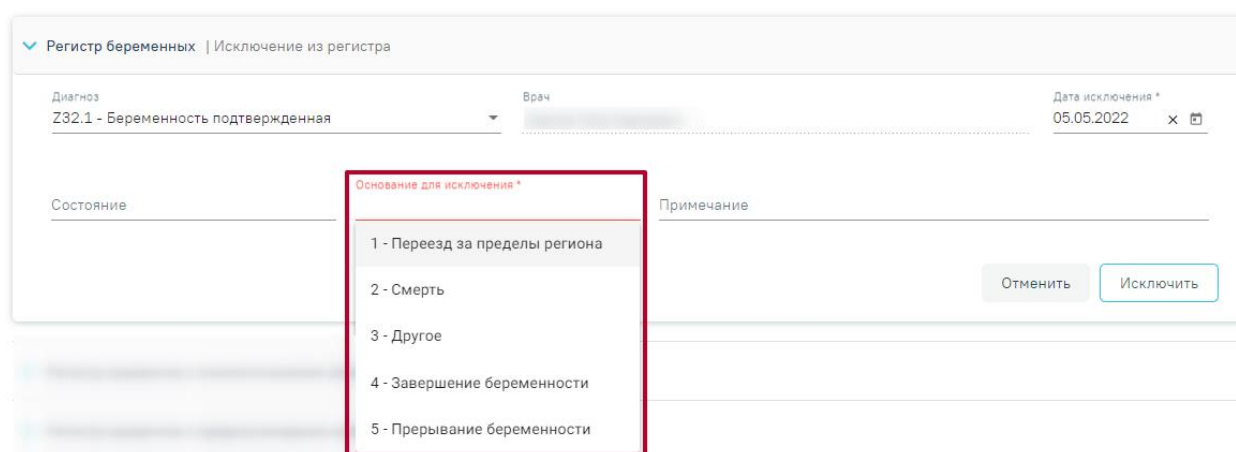 Регистр беременных | Исключение из регистра
Диагноз Врач Дата исключения *
Z32.1 - Беременность подтвержденная 05.05.2022
Основание для исключения *
Состояние Примечание
1 - Переезд за пределы региона
2 - Смерть
Отменить Исключить
3 - Другое
4 - Завершение беременности
5 - Прерывание беременности